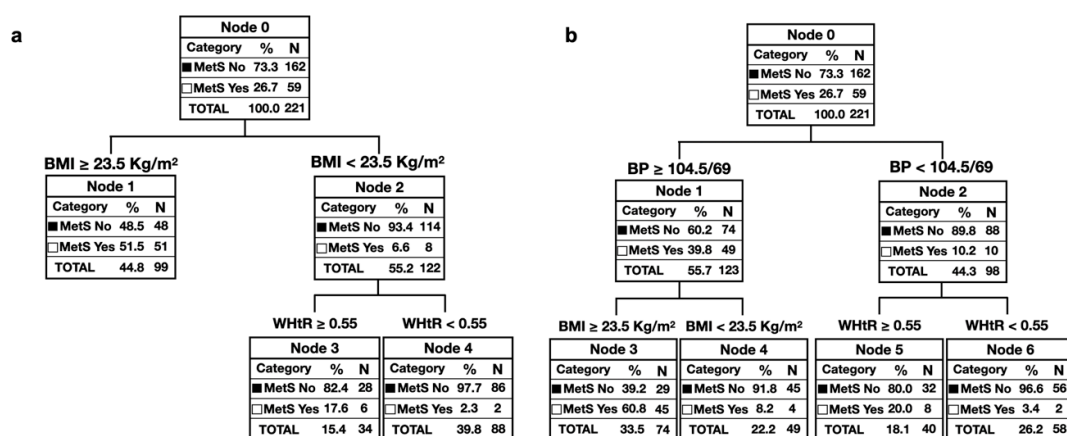 a
Node 0
Category % N
MetS No 73.3 162
MetS Yes 26.7 59
TOTAL 100.0 221
BMI ≥ 23.5 Kg/m²
BMI < 23.5 Kg/m²
Node 1
Category % N
MetS No 48.5 48
MetS Yes 51.5 51
TOTAL 44.8 99
Node 2
Category % N
MetS No 93.4 114
MetS Yes 6.6 8
TOTAL 55.2 122
WHtR ≥ 0.55
WHtR < 0.55
Node 3
Category % N
MetS No 82.4 28
MetS Yes 17.6 6
TOTAL 15.4 34
Node 4
Category % N
MetS No 97.7 86
MetS Yes 2.3 2
TOTAL 39.8 88
b
Node 0
Category % N
MetS No 73.3 162
MetS Yes 26.7 59
TOTAL 100.0 221
BP ≥ 104.5/69
BP < 104.5/69
Node 1
Category % N
MetS No 60.2 74
MetS Yes 39.8 49
TOTAL 55.7 123
Node 2
Category % N
MetS No 89.8 88
MetS Yes 10.2 10
TOTAL 44.3 98
BMI ≥ 23.5 Kg/m²
BMI < 23.5 Kg/m²
WHtR ≥ 0.55
WHtR < 0.55
Node 3
Category % N
MetS No 39.2 29
MetS Yes 60.8 45
TOTAL 33.5 74
Node 4
Category % N
MetS No 91.8 45
MetS Yes 8.2 4
TOTAL 22.2 49
Node 5
Category % N
MetS No 80.0 32
MetS Yes 20.0 8
TOTAL 18.1 40
Node 6
Category % N
MetS No 96.6 56
MetS Yes 3.4 2
TOTAL 26.2 58